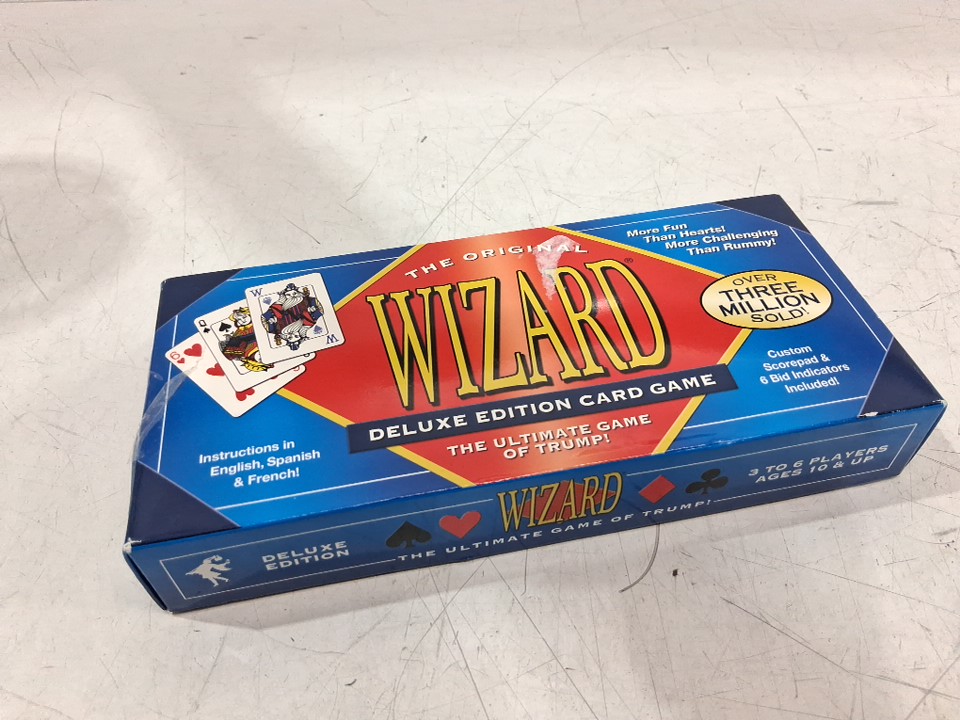 THE ORIGINAL
WIZARD®
DELUXE EDITION CARD GAME
THE ULTIMATE GAME
OF TRUMP!
More Fun
Than Hearts!
More Challenging
Than Rummy!
OVER
THREE
MILLION
SOLD!
Custom
Scorepad &
6 Bid Indicators
Included!
W
W
Q
6
Instructions in
English, Spanish
& French!
DELUXE
EDITION
WIZARD
THE ULTIMATE GAME OF TRUMP!
3 TO 6 PLAYERS
AGES 10 & UP